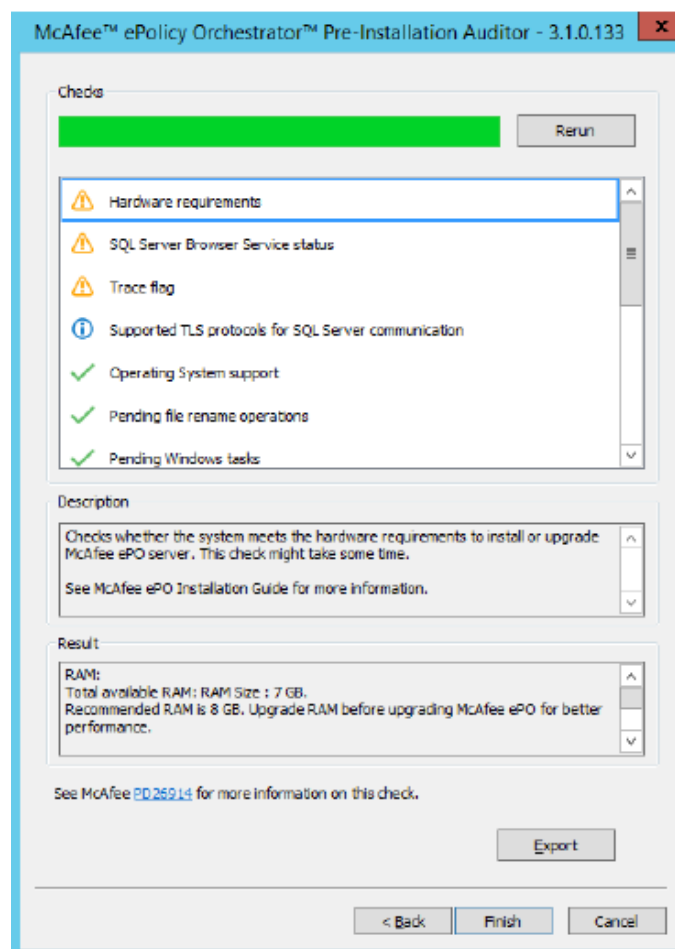 McAfee™ ePolicy Orchestrator™ Pre-Installation Auditor - 3.1.0.133
x
Checks
Rerun
Hardware requirements
SQL Server Browser Service status
Trace flag
Supported TLS protocols for SQL Server communication
Operating System support
Pending file rename operations
Pending Windows tasks
Description
Checks whether the system meets the hardware requirements to install or upgrade
McAfee ePO server. This check might take some time.
See McAfee ePO Installation Guide for more information.
Result
RAM:
Total available RAM: RAM Size : 7 GB.
Recommended RAM is 8 GB. Upgrade RAM before upgrading McAfee ePO for better
performance.
See McAfee PD26914 for more information on this check.
Export
< Back
Finish
Cancel